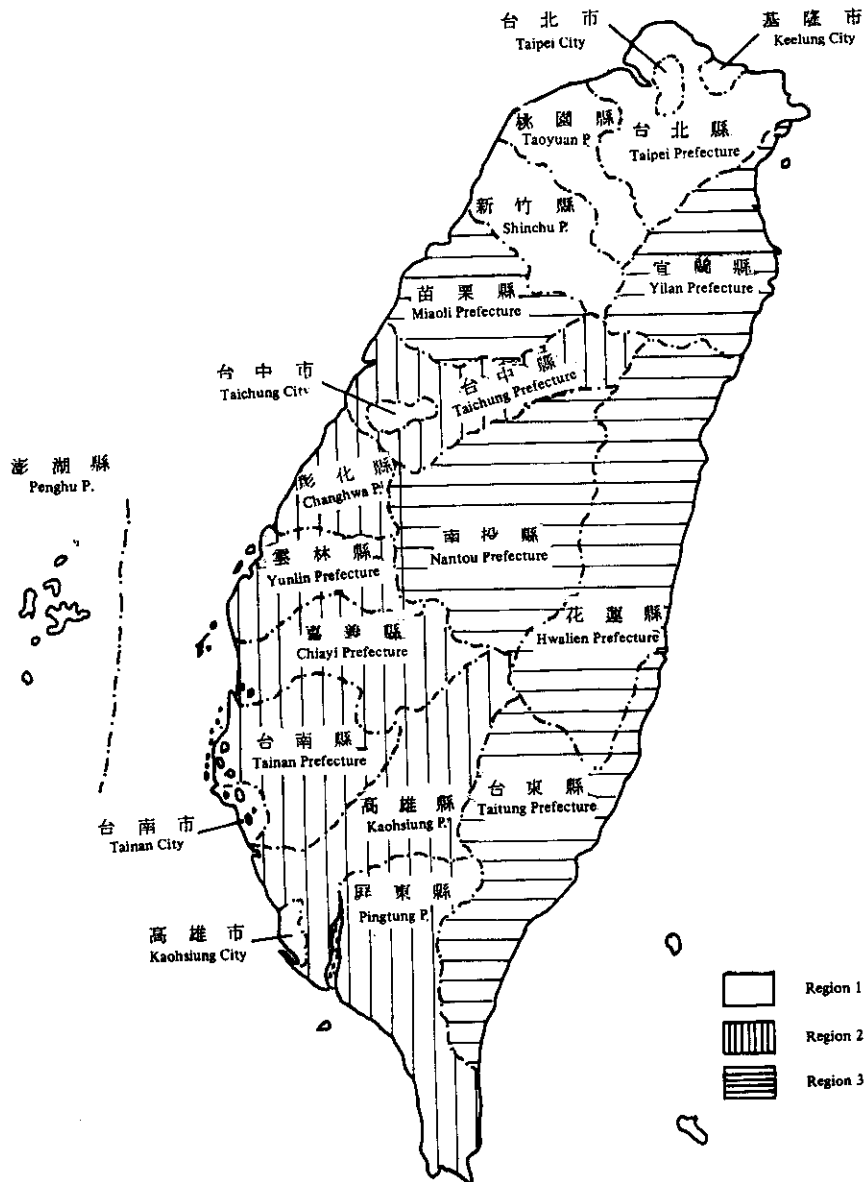 台北市
Taipei City
基隆市
Keelung City
桃園縣
Taoyuan P.
台北縣
Taipei Prefecture
新竹縣
Shinchu P.
宜蘭縣
Yilan Prefecture
苗栗縣
Miaoli Prefecture
台中市
Taichung City
台中縣
Taichung Prefecture
澎湖縣
Penghu P.
彰化縣
Changhwa P.
南投縣
Nantou Prefecture
雲林縣
Yunlin Prefecture
花蓮縣
Hwalien Prefecture
嘉義縣
Chiayi Prefecture
台南縣
Tainan Prefecture
台東縣
Taitung Prefecture
高雄縣
Kaohsiung P.
台南市
Tainan City
屏東縣
Pingtung P.
高雄市
Kaohsiung City
Region 1
Region 2
Region 3